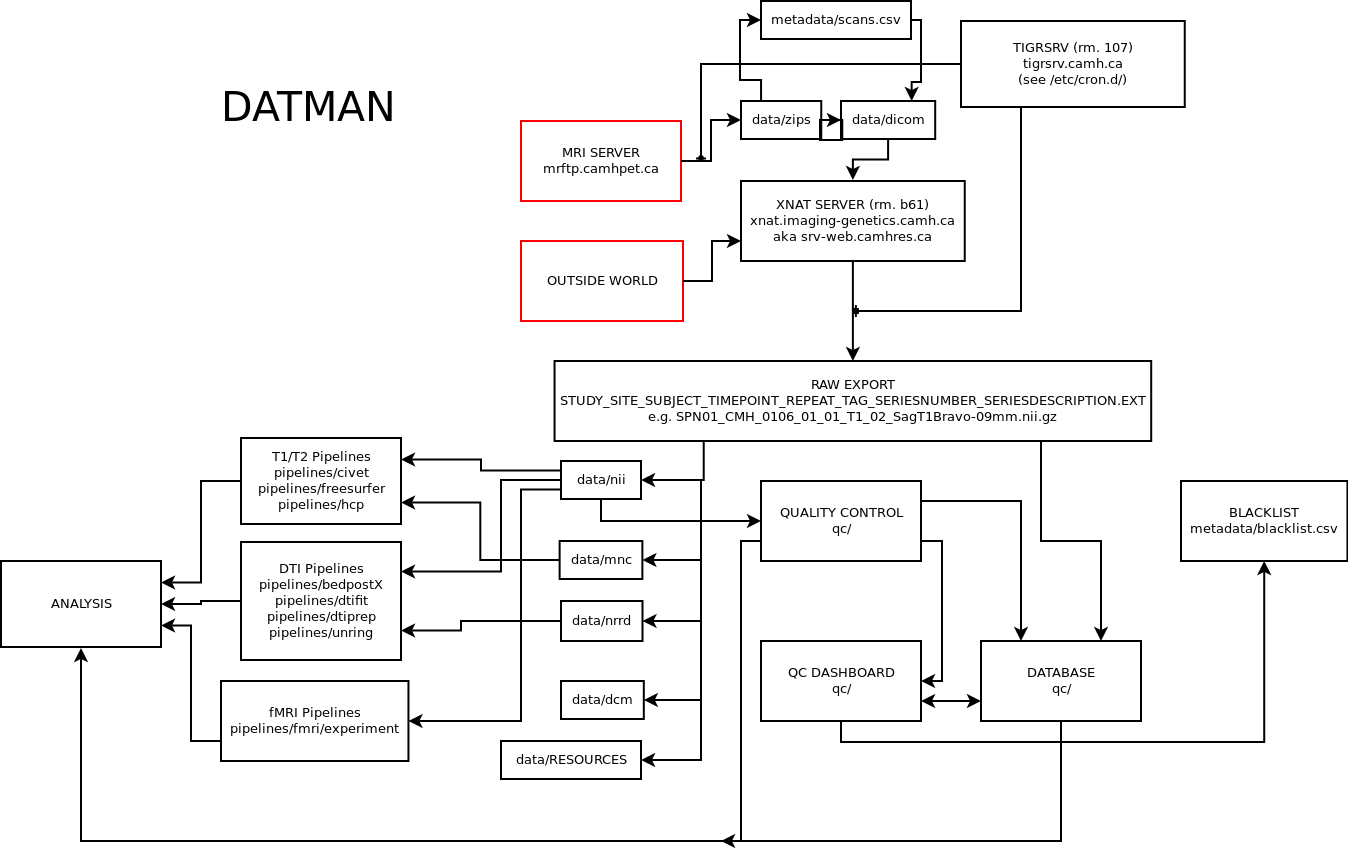 metadata/scans.csv
TIGRSRV (rm. 107)
tigrsrv.camh.ca
(see /etc/cron.d/)
DATMAN
data/zips
data/dicom
MRI SERVER
mrftp.camhpet.ca
XNAT SERVER (rm. b61)
xnat.imaging-genetics.camh.ca
aka srv-web.camhres.ca
OUTSIDE WORLD
RAW EXPORT
STUDY_SITE_SUBJECT_TIMEPOINT_REPEAT_TAG_SERIESNUMBER_SERIESDESCRIPTION.EXT
e.g. SPN01_CMH_0106_01_01_T1_02_SagT1Bravo-09mm.nii.gz
T1/T2 Pipelines
pipelines/civet
pipelines/freesurfer
pipelines/hcp
data/nii
QUALITY CONTROL
qc/
BLACKLIST
metadata/blacklist.csv
data/mnc
DTI Pipelines
pipelines/bedpostX
pipelines/dtifit
pipelines/dtiprep
pipelines/unring
ANALYSIS
data/nrrd
QC DASHBOARD
qc/
DATABASE
qc/
data/dcm
fMRI Pipelines
pipelines/fmri/experiment
data/RESOURCES